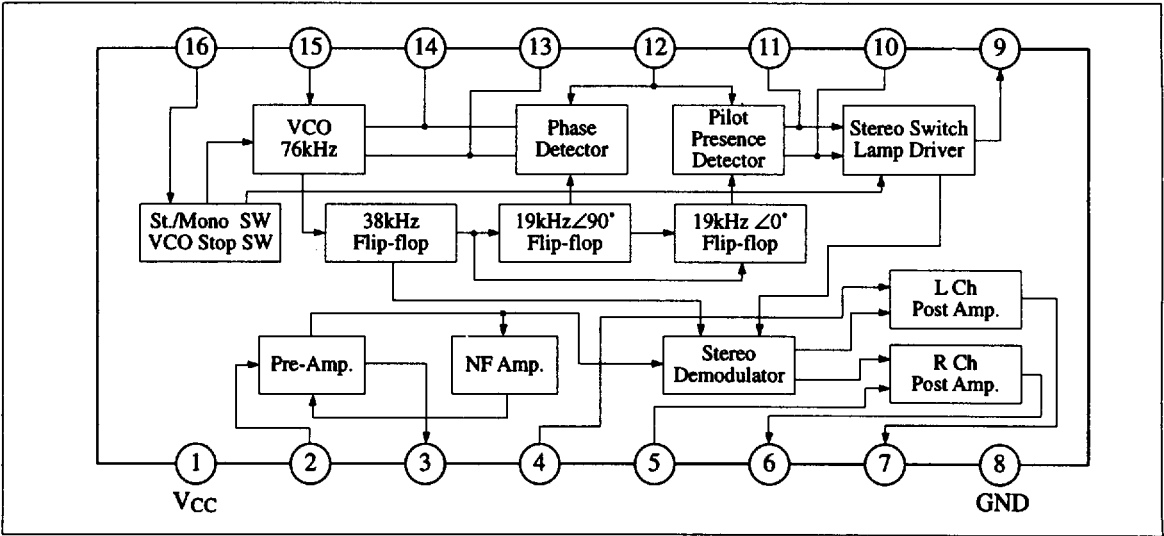 16 15 14 13 12 11 10 9
VCO
76kHz
Phase
Detector
Pilot
Presence
Detector
Stereo Switch
Lamp Driver
St./Mono SW
VCO Stop SW
38kHz
Flip-flop
19kHz∠90°
Flip-flop
19kHz ∠0°
Flip-flop
L Ch
Post Amp.
Pre-Amp.
NF Amp.
Stereo
Demodulator
R Ch
Post Amp.
1 2 3 4 5 6 7 8
VCC GND